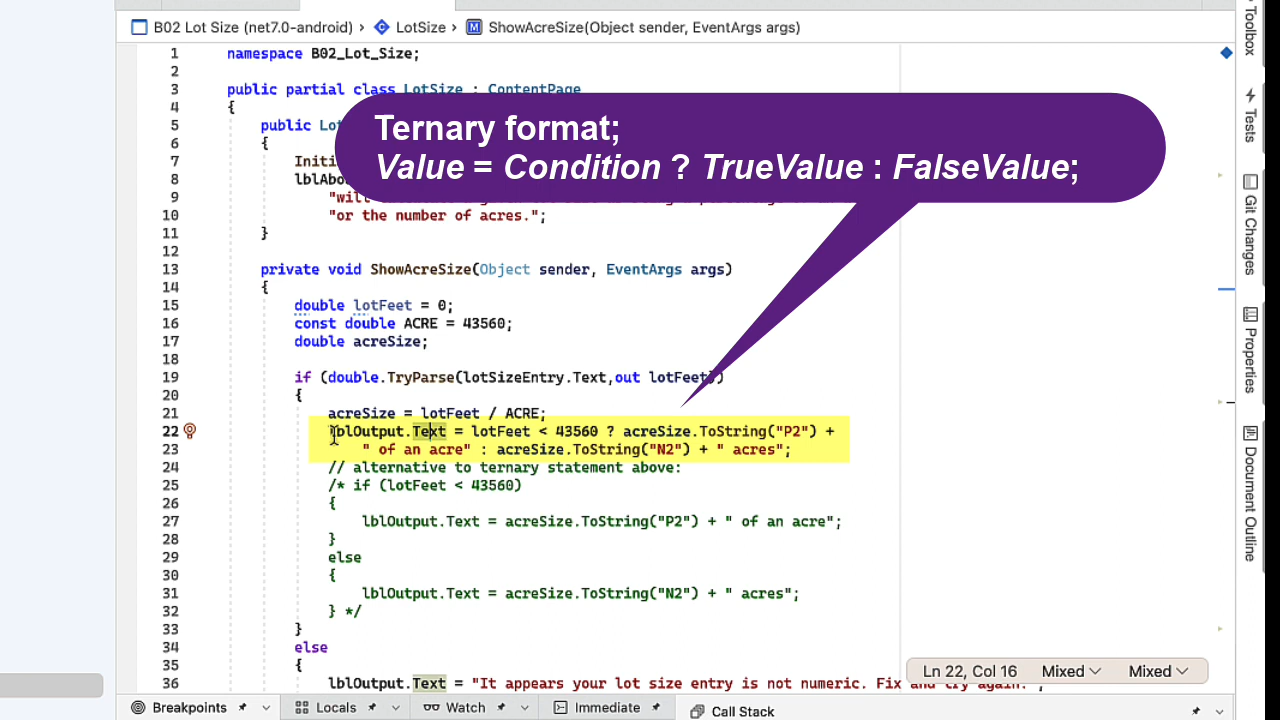 B02 Lot Size (net7.0-android) › LotSize › M ShowAcreSize(Object sender, EventArgs args)
1 namespace B02_Lot_Size;
2
3 public partial class LotSize : ContentPage
4 {
5 public
Ternary format;
Value = Condition ? TrueValue : FalseValue;
6 {
7
8
9 "will
10 "or the number of acres.";
11 }
12
13 private void ShowAcreSize(Object sender, EventArgs args)
14 {
15 double lotFeet = 0;
16 const double ACRE = 43560;
17 double acreSize;
18
19 if (double.TryParse(lotSizeEntry.Text,out lotFeet))
20 {
21 acreSize = lotFeet / ACRE;
22 lblOutput.Text = lotFeet < 43560 ? acreSize.ToString("P2") +
23 " of an acre" : acreSize.ToString("N2") + " acres";
24 // alternative to ternary statement above:
25 /* if (lotFeet < 43560)
26 {
27 lblOutput.Text = acreSize.ToString("P2") + " of an acre";
28 }
29 else
30 {
31 lblOutput.Text = acreSize.ToString("N2") + " acres";
32 } */
33 }
34 else
35 {
36 lblOutput.Text = "It appears your lot size entry is not numeric. Fix and try again.";
Ln 22, Col 16 Mixed Mixed
Breakpoints Locals Watch Immediate Call Stack
Toolbox
Tests
Git Changes
Properties
Document Outline